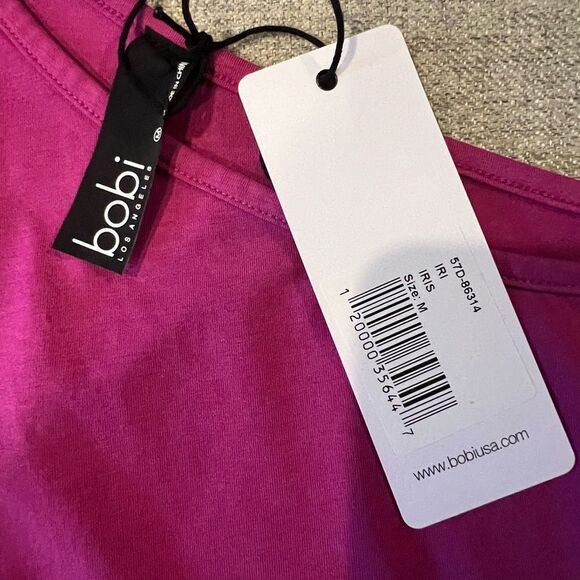 bobi
LOS ANGELES
M
57D-86314
IRI
IRIS
Size: M
1 20000 35644 7
www.bobiusa.com